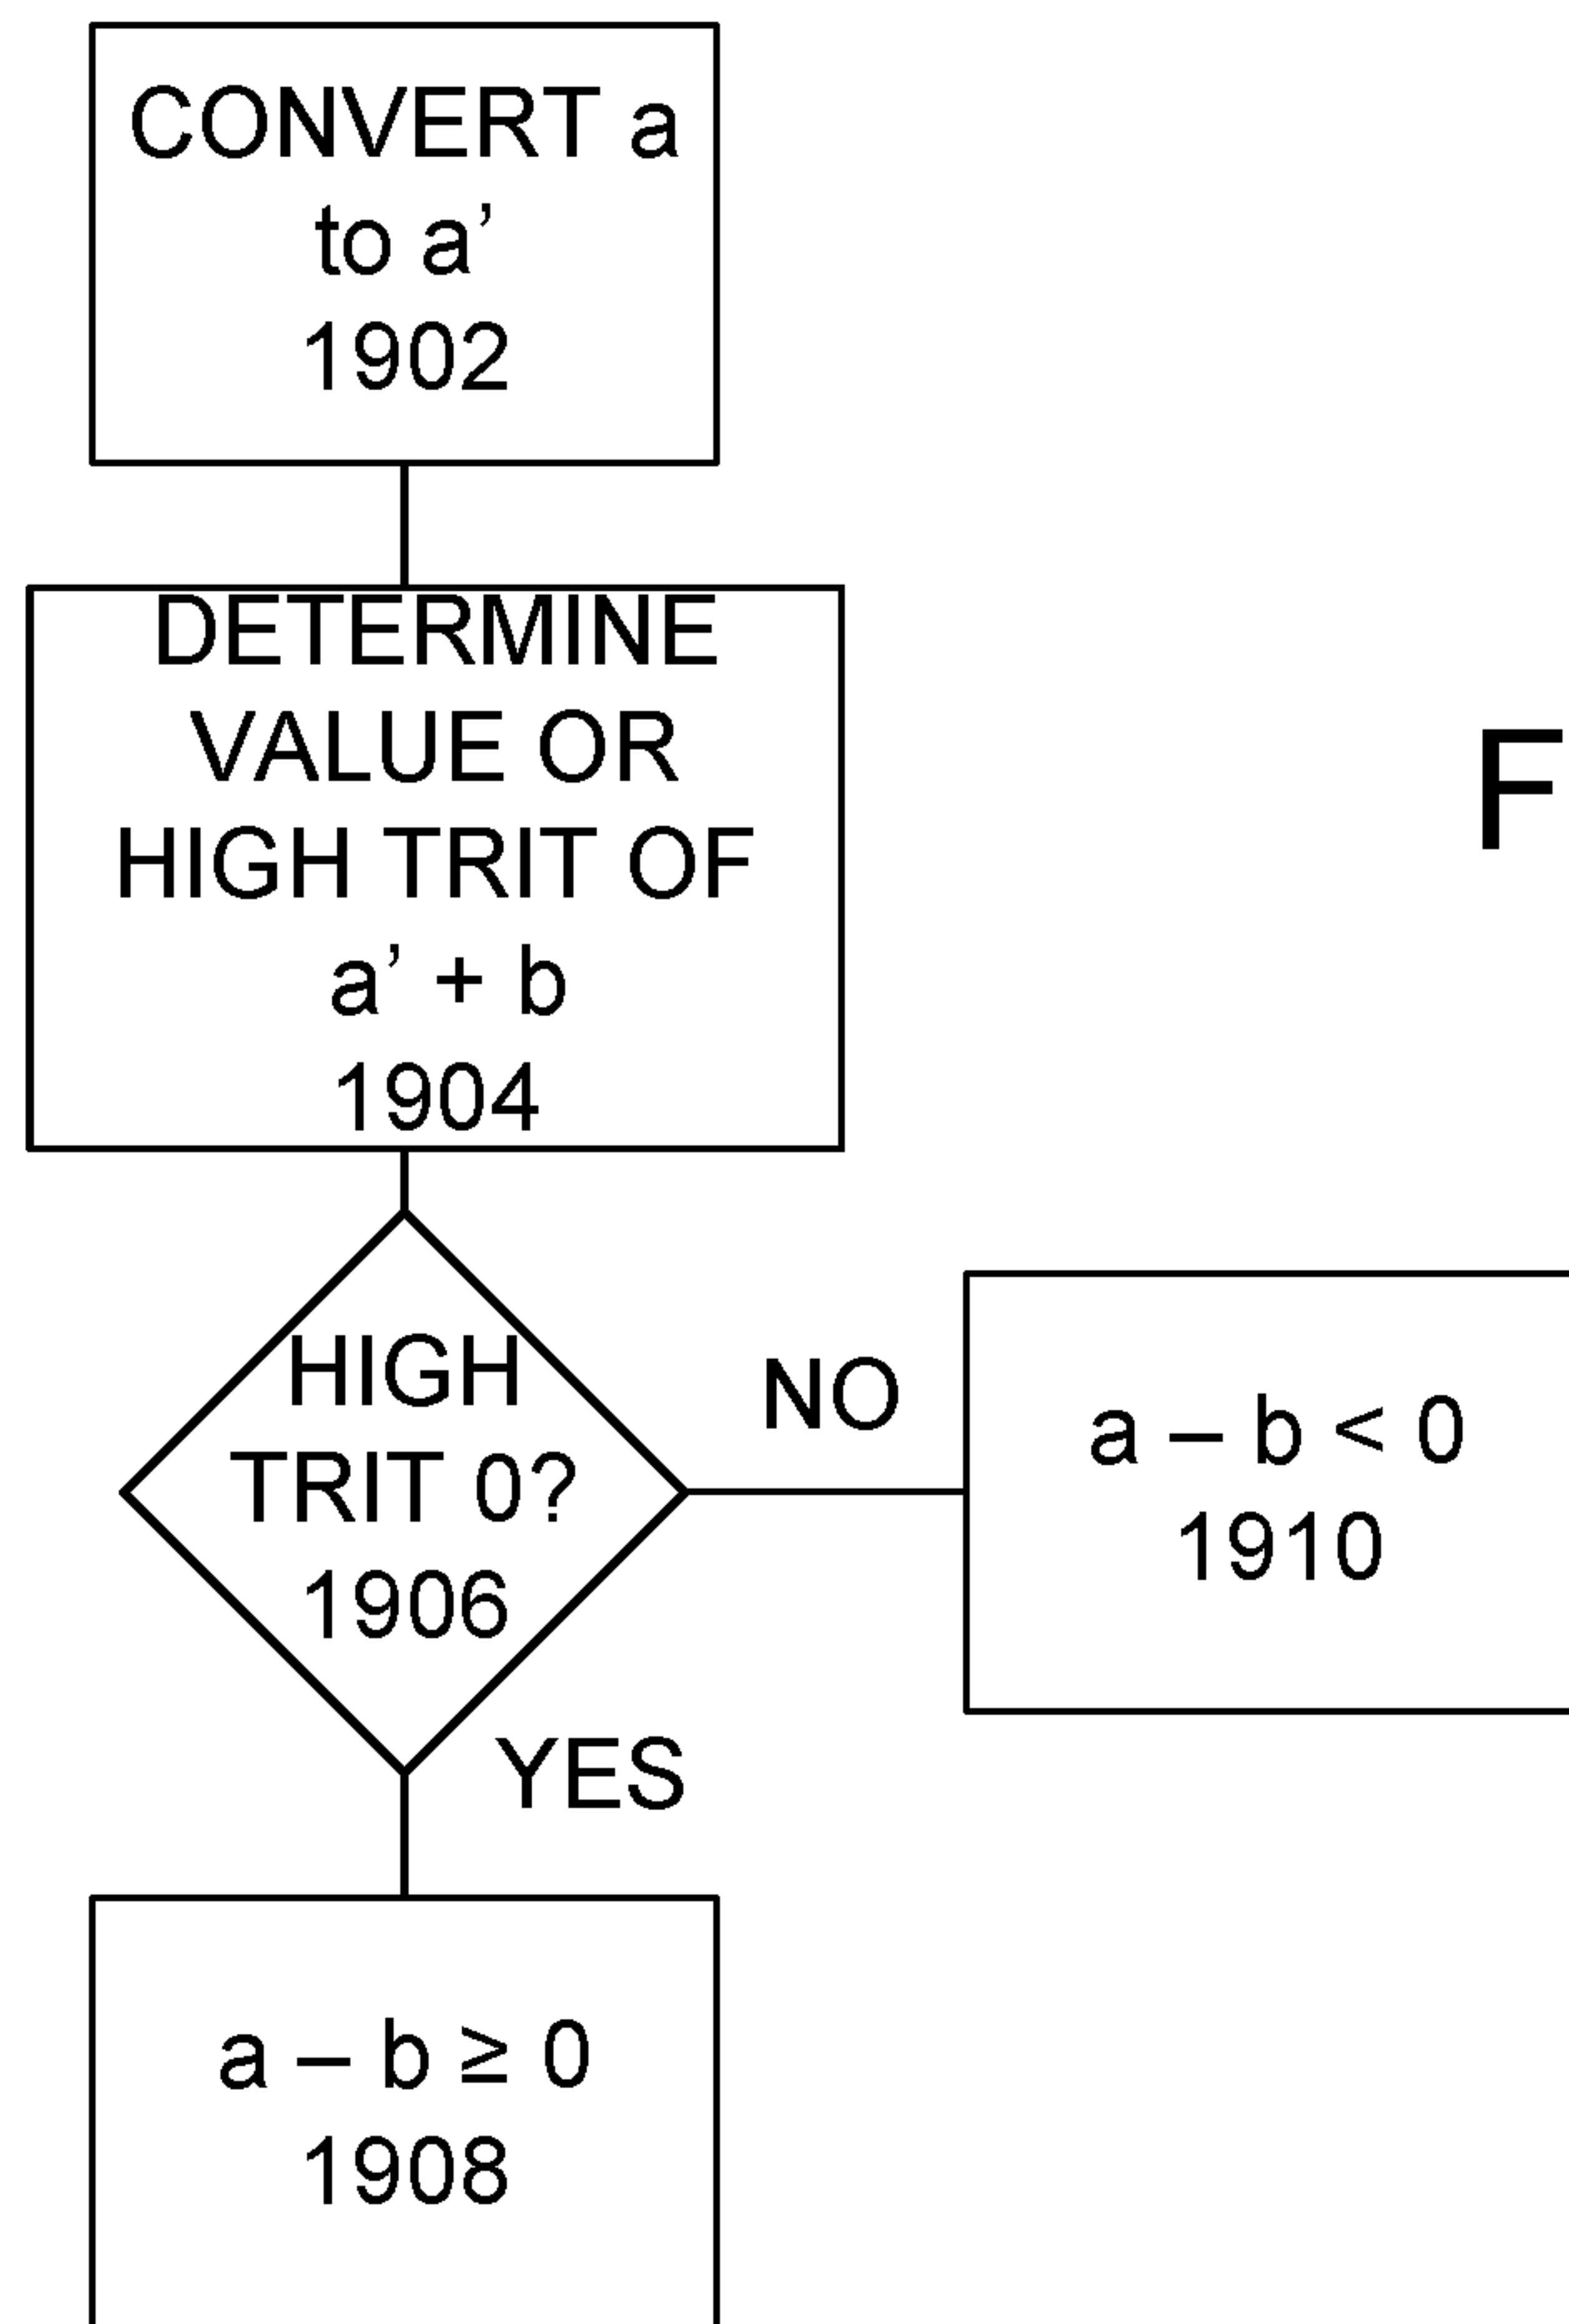 CONVERT a
to a’
1902
DETERMINE
VALUE OR
HIGH TRIT OF
a’ + b
1904
F
HIGH
TRIT 0?
1906
NO
a – b < 0
1910
YES
a – b ≥ 0
1908